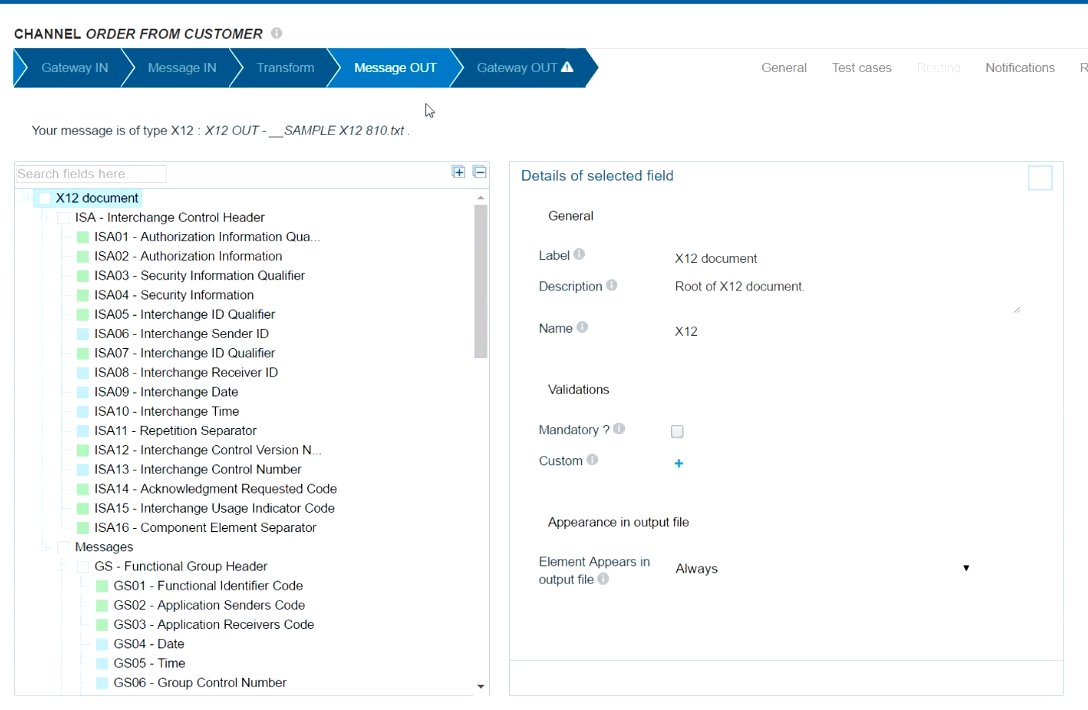 CHANNEL ORDER FROM CUSTOMER
Gateway IN
Message IN
Transform
Message OUT
Gateway OUT
General
Test cases
Routing
Notifications
R
Your message is of type X12 : X12 OUT - __SAMPLE X12 810.txt .
Search fields here...
X12 document
ISA - Interchange Control Header
ISA01 - Authorization Information Qua...
ISA02 - Authorization Information
ISA03 - Security Information Qualifier
ISA04 - Security Information
ISA05 - Interchange ID Qualifier
ISA06 - Interchange Sender ID
ISA07 - Interchange ID Qualifier
ISA08 - Interchange Receiver ID
ISA09 - Interchange Date
ISA10 - Interchange Time
ISA11 - Repetition Separator
ISA12 - Interchange Control Version N...
ISA13 - Interchange Control Number
ISA14 - Acknowledgment Requested Code
ISA15 - Interchange Usage Indicator Code
ISA16 - Component Element Separator
Messages
GS - Functional Group Header
GS01 - Functional Identifier Code
GS02 - Application Senders Code
GS03 - Application Receivers Code
GS04 - Date
GS05 - Time
GS06 - Group Control Number
Details of selected field
General
Label
X12 document
Description
Root of X12 document.
Name
X12
Validations
Mandatory ?
Custom
+
Appearance in output file
Element Appears in
output file
Always